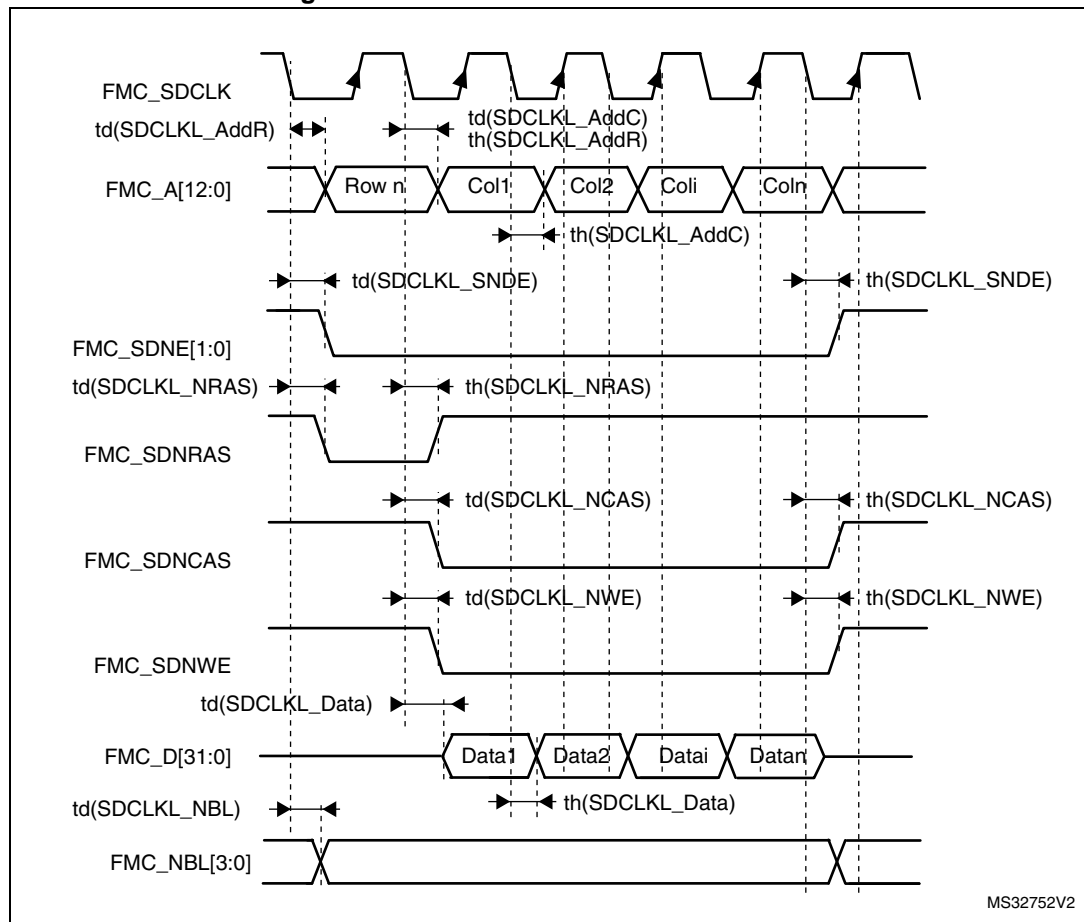 FMC_SDCLK
td(SDCLKL_AddR)
td(SDCLKL_AddC)
th(SDCLKL_AddR)
FMC_A[12:0]
Row n
Col1
Col2
Coli
Coln
th(SDCLKL_AddC)
td(SDCLKL_SNDE)
th(SDCLKL_SNDE)
FMC_SDNE[1:0]
td(SDCLKL_NRAS)
th(SDCLKL_NRAS)
FMC_SDNRAS
td(SDCLKL_NCAS)
th(SDCLKL_NCAS)
FMC_SDNCAS
td(SDCLKL_NWE)
th(SDCLKL_NWE)
FMC_SDNWE
td(SDCLKL_Data)
FMC_D[31:0]
Data1
Data2
Datai
Datan
td(SDCLKL_NBL)
th(SDCLKL_Data)
FMC_NBL[3:0]
MS32752V2